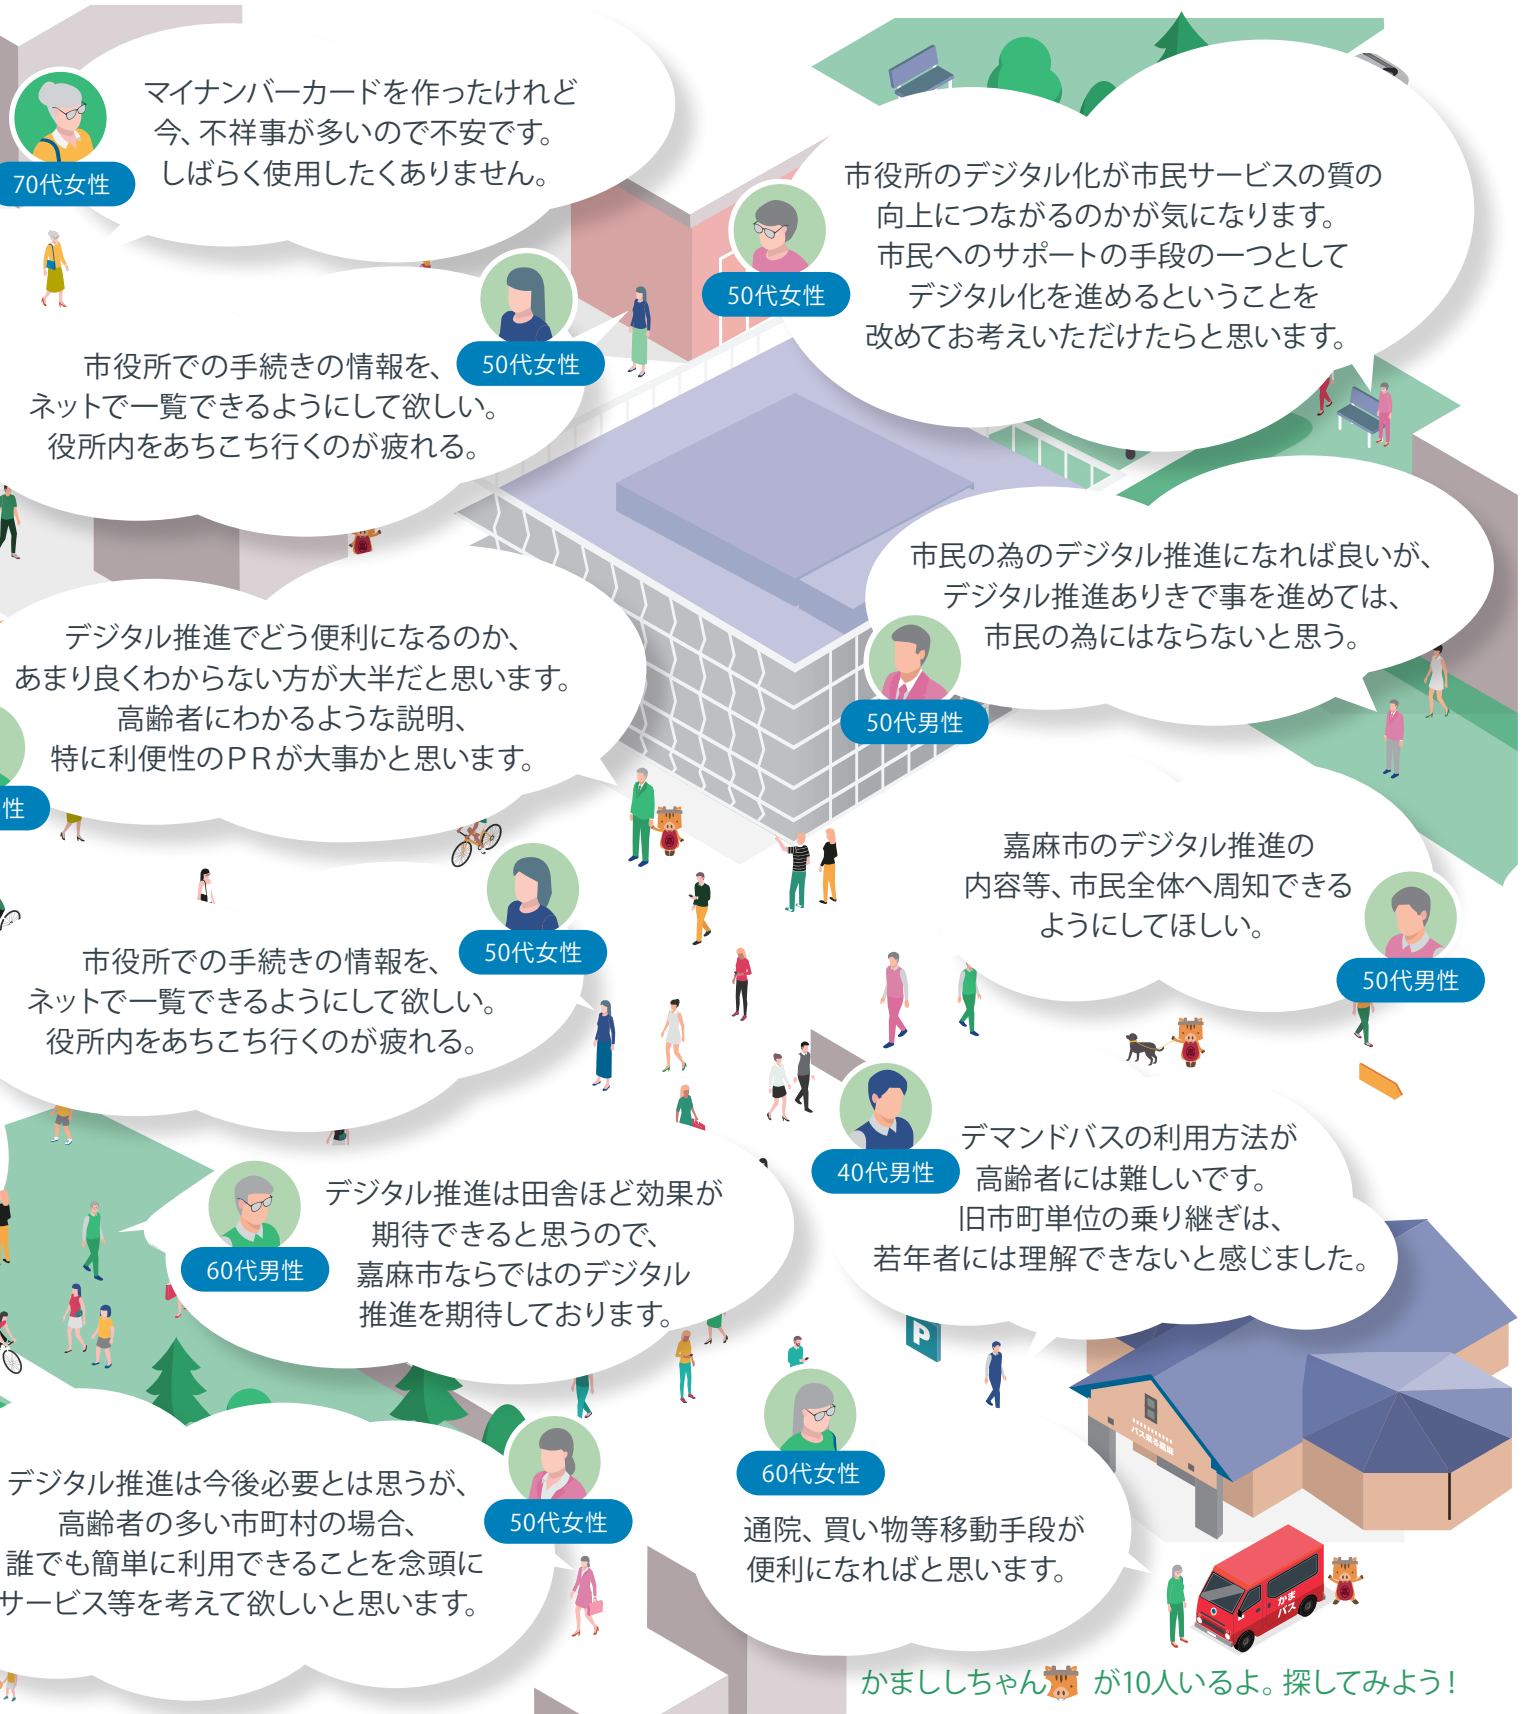 マイナンバーカードを作ったけれど
今、不祥事が多いので不安です。
しばらく使用したくありません。
70代女性
市役所のデジタル化が市民サービスの質の
向上につながるのかが気になります。
市民へのサポートの手段の一つとして
デジタル化を進めるということを
改めてお考えいただけたらと思います。
50代女性
市役所での手続きの情報を、
ネットで一覧できるようにして欲しい。
役所内をあちこち行くのが疲れる。
50代女性
市民の為のデジタル推進になれば良いが、
デジタル推進ありきで事を進めては、
市民の為にはならないと思う。
50代男性
デジタル推進でどう便利になるのか、
あまり良くわからない方が大半だと思います。
高齢者にわかるような説明、
特に利便性のＰＲが大事かと思います。
性
嘉麻市のデジタル推進の
内容等、市民全体へ周知できる
ようにしてほしい。
50代男性
市役所での手続きの情報を、
ネットで一覧できるようにして欲しい。
役所内をあちこち行くのが疲れる。
50代女性
デマンドバスの利用方法が
高齢者には難しいです。
旧市町単位の乗り継ぎは、
若年者には理解できないと感じました。
40代男性
デジタル推進は田舎ほど効果が
期待できると思うので、
嘉麻市ならではのデジタル
推進を期待しております。
60代男性
P
デジタル推進は今後必要とは思うが、
高齢者の多い市町村の場合、
誰でも簡単に利用できることを念頭に
サービス等を考えて欲しいと思います。
50代女性
60代女性
通院、買い物等移動手段が
便利になればと思います。
かま
バス
かまししちゃん が10人いるよ。探してみよう！